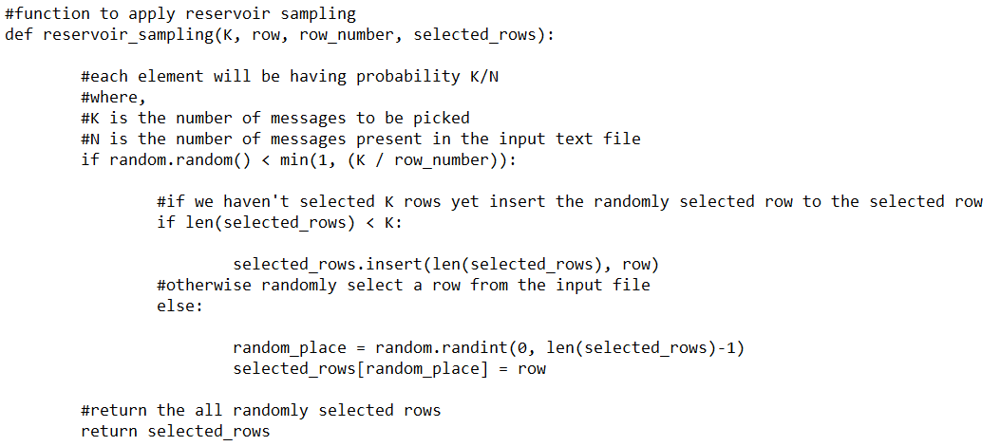 #function to apply reservoir sampling
def reservoir_sampling(K, row, row_number, selected_rows):
#each element will be having probability K/N
#where,
#K is the number of messages to be picked
#N is the number of messages present in the input text file
if random.random() < min(1, (K / row_number)):
#if we haven't selected K rows yet insert the randomly selected row to the selected row
if len(selected_rows) < K:
selected_rows.insert(len(selected_rows), row)
#otherwise randomly select a row from the input file
else:
random_place = random.randint(0, len(selected_rows)-1)
selected_rows[random_place] = row
#return the all randomly selected rows
return selected_rows